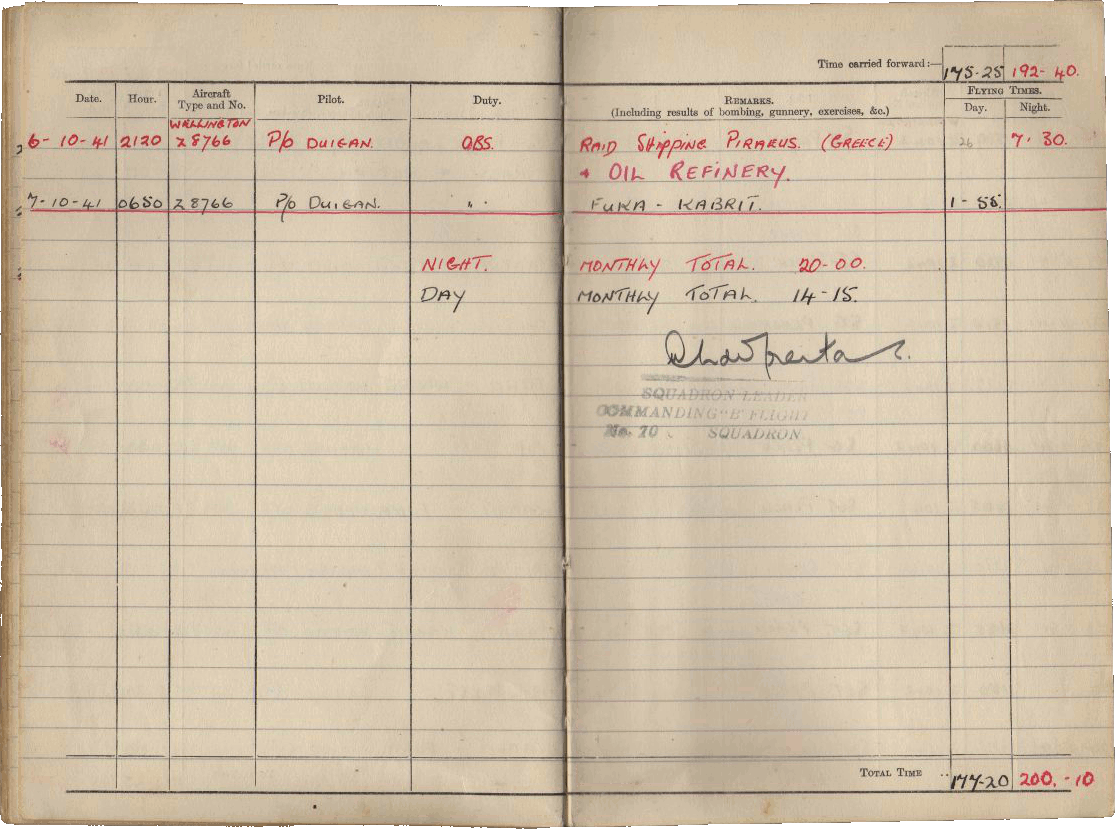 Time carried forward:— 175-25 192-40.
Date. Hour. Aircraft Type and No. Pilot. Duty. REMARKS. (Including results of bombing, gunnery, exercises, &c.) FLYING TIMES. Day. Night.
WELLINGTON
6-10-41 2120 Z8766 P/o DUIGAN. OBS. RAID SHIPPING PIRAEUS. (GREECE) 7.30.
+ OIL REFINERY.
7-10-41 0650 Z8766 P/o DUIGAN. " FUKA - KABRIT. 1-55.
NIGHT. MONTHLY TOTAL. 20-00.
DAY MONTHLY TOTAL. 14-15.
SQUADRON LEADER
COMMANDING "B" FLIGHT
No. 70 SQUADRON
TOTAL TIME .. 177-20 200.-10